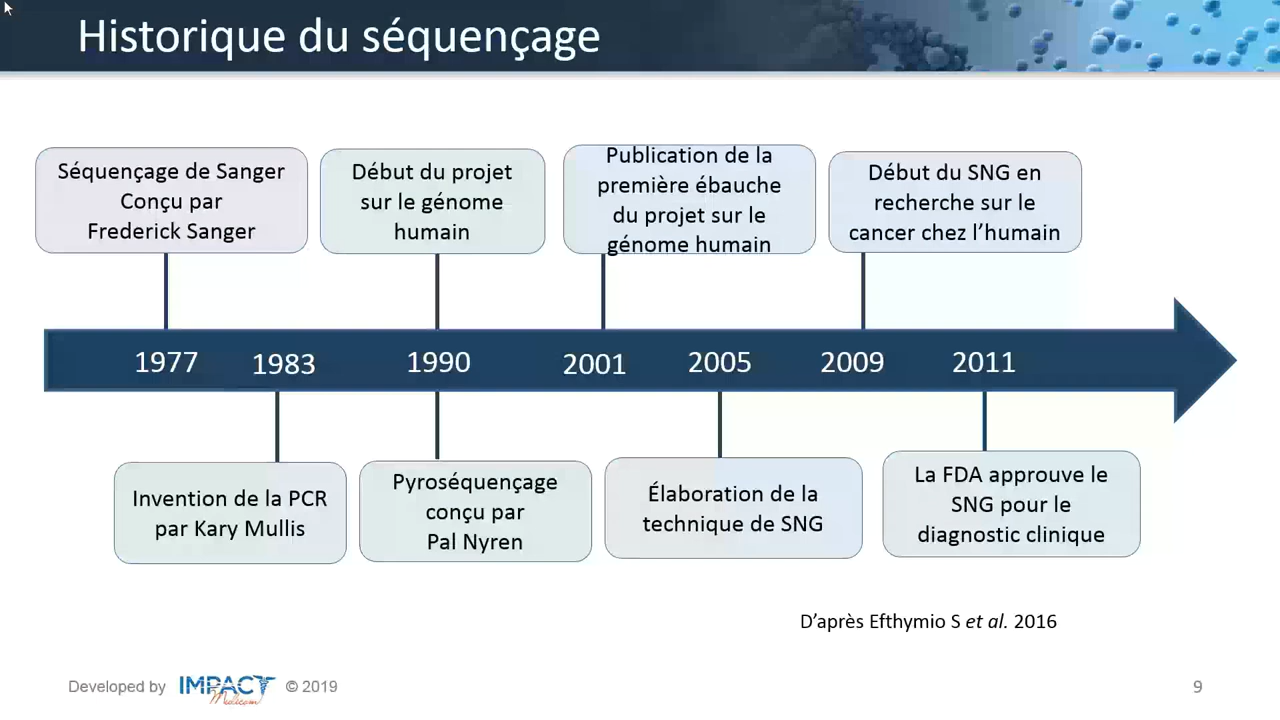 Historique du séquençage
Séquençage de Sanger
Conçu par
Frederick Sanger
Début du projet
sur le génome
humain
Publication de la
première ébauche
du projet sur le
génome humain
Début du SNG en
recherche sur le
cancer chez l’humain
1977
1983
1990
2001
2005
2009
2011
Invention de la PCR
par Kary Mullis
Pyroséquençage
conçu par
Pal Nyren
Élaboration de la
technique de SNG
La FDA approuve le
SNG pour le
diagnostic clinique
D’après Efthymio S et al. 2016
Developed by IMPACT Medicom © 2019
9